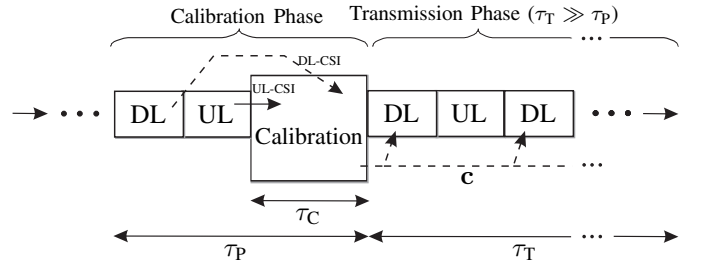 Calibration Phase Transmission Phase (τT ≫ τP)
...
DL-CSI
UL-CSI
... DL UL Calibration DL UL DL ...
c ...
τC
...
τP τT